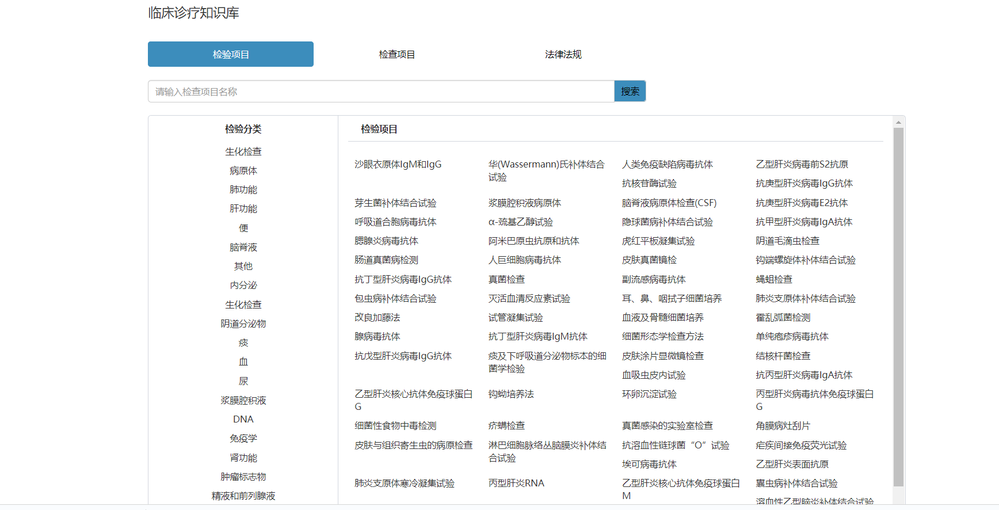 临床诊疗知识库
检验项目
检查项目
法律法规
请输入检查项目名称
搜索
检验分类
生化检查
病原体
肺功能
肝功能
便
脑脊液
其他
内分泌
生化检查
阴道分泌物
痰
血
尿
浆膜腔积液
DNA
免疫学
肾功能
肿瘤标志物
精液和前列腺液
检验项目
沙眼衣原体IgM和IgG
华(Wassermann)氏补体结合
试验
人类免疫缺陷病毒抗体
乙型肝炎病毒前S2抗原
抗核苷酶试验
抗庚型肝炎病毒IgG抗体
芽生菌补体结合试验
浆膜腔积液病原体
脑脊液病原体检查(CSF)
抗庚型肝炎病毒E2抗体
呼吸道合胞病毒抗体
α-巯基乙醇试验
隐球菌病补体结合试验
抗甲型肝炎病毒IgA抗体
腮腺炎病毒抗体
阿米巴原虫抗原和抗体
虎红平板凝集试验
阴道毛滴虫检查
肠道真菌病检测
人巨细胞病毒抗体
皮肤真菌镜检
钩端螺旋体补体结合试验
抗丁型肝炎病毒IgG抗体
真菌检查
副流感病毒抗体
蝇蛆检查
包虫病补体结合试验
灭活血清反应素试验
耳、鼻、咽拭子细菌培养
肺炎支原体补体结合试验
改良加藤法
试管凝集试验
血液及骨髓细菌培养
霍乱弧菌检测
腺病毒抗体
抗丁型肝炎病毒IgM抗体
细菌形态学检查方法
单纯疱疹病毒抗体
抗戊型肝炎病毒IgG抗体
痰及下呼吸道分泌物标本的细
菌学检验
皮肤涂片显微镜检查
结核杆菌检查
血吸虫皮内试验
抗丙型肝炎病毒IgA抗体
乙型肝炎核心抗体免疫球蛋白
G
钩蚴培养法
环卵沉淀试验
丙型肝炎病毒抗体免疫球蛋白
G
细菌性食物中毒检测
疥螨检查
真菌感染的实验室检查
角膜病灶刮片
皮肤与组织寄生虫的病原检查
淋巴细胞脉络丛脑膜炎补体结
合试验
抗溶血性链球菌“O”试验
疟疾间接免疫荧光试验
埃可病毒抗体
乙型肝炎表面抗原
肺炎支原体寒冷凝集试验
丙型肝炎RNA
乙型肝炎核心抗体免疫球蛋白
M
囊虫病补体结合试验
溶血性乙型脑炎补体结合试验